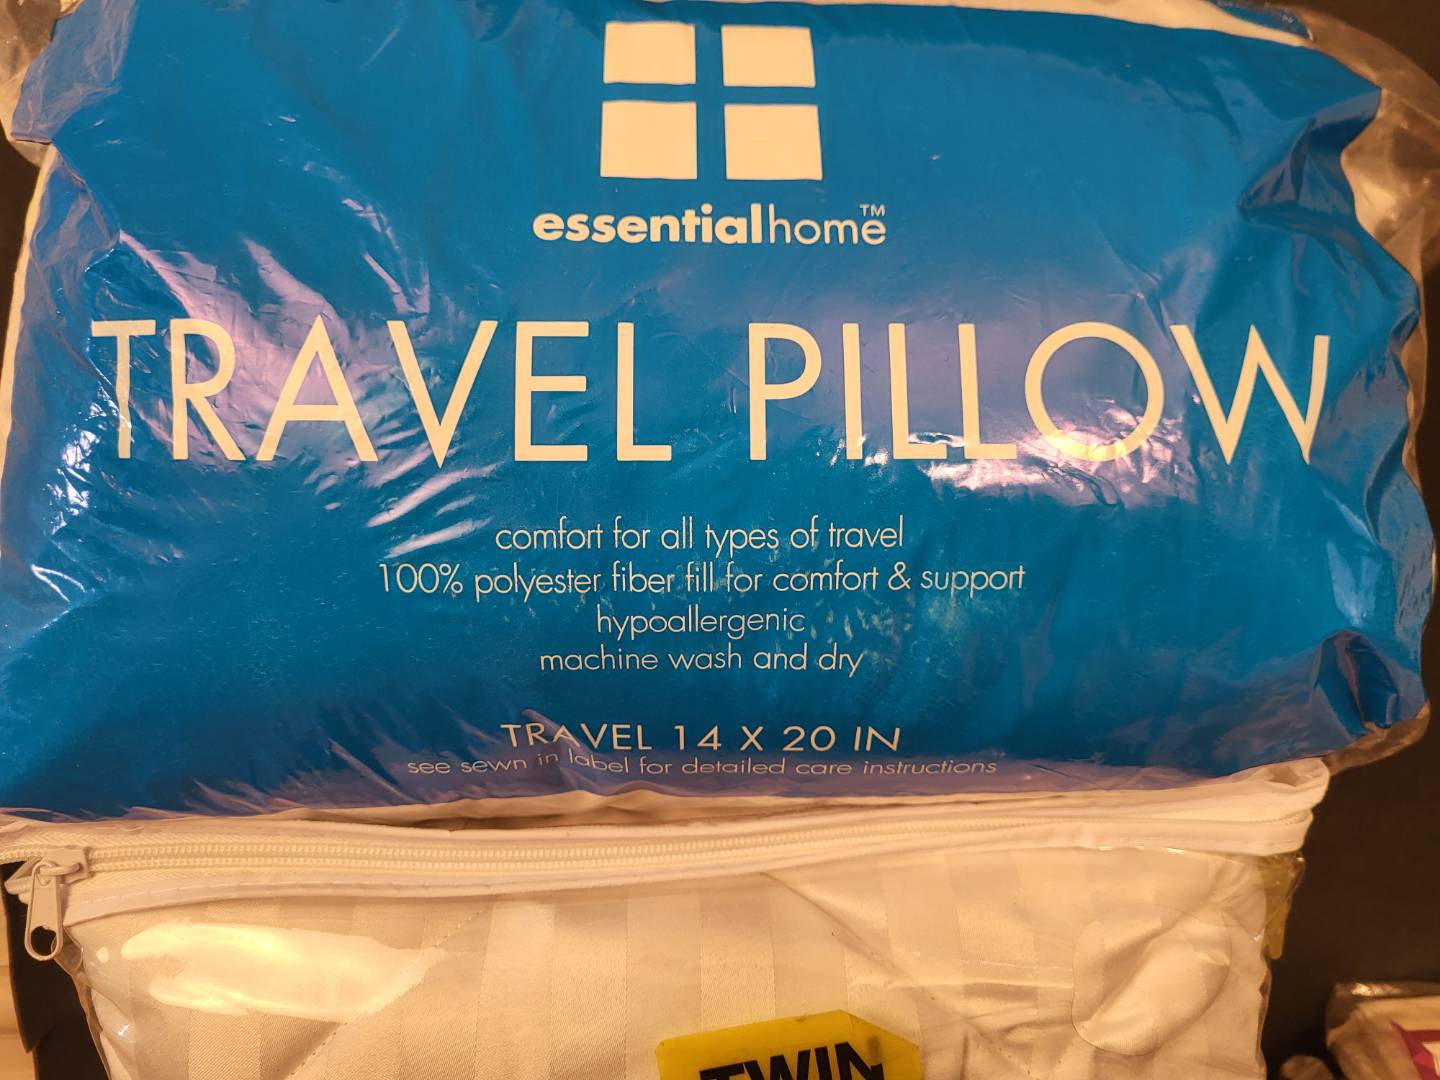 essentialhome™
TRAVEL PILLOW
comfort for all types of travel
100% polyester fiber fill for comfort & support
hypoallergenic
machine wash and dry
TRAVEL 14 X 20 IN
see sewn in label for detailed care instructions
TWIN